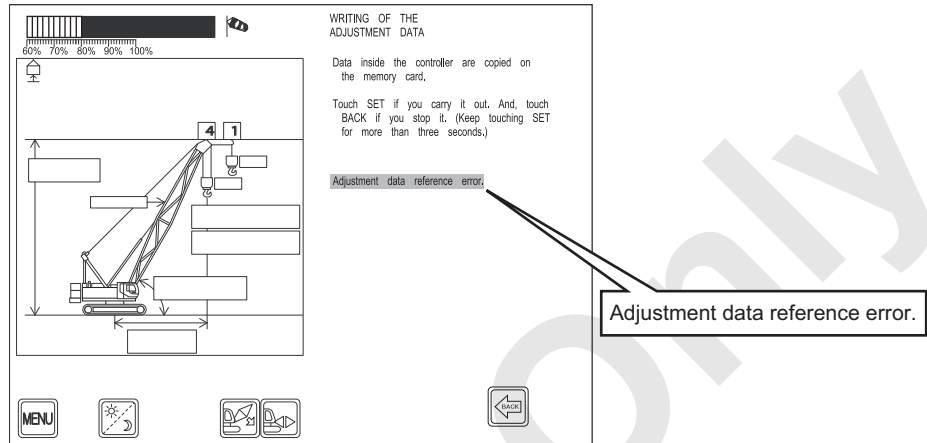 60% 70% 80% 90% 100%
4 1
WRITING OF THE
ADJUSTMENT DATA
Data inside the controller are copied on
the memory card.
Touch SET if you carry it out. And, touch
BACK if you stop it. (Keep touching SET
for more than three seconds.)
Adjustment data reference error.
Adjustment data reference error.
MENU
BACK
Only